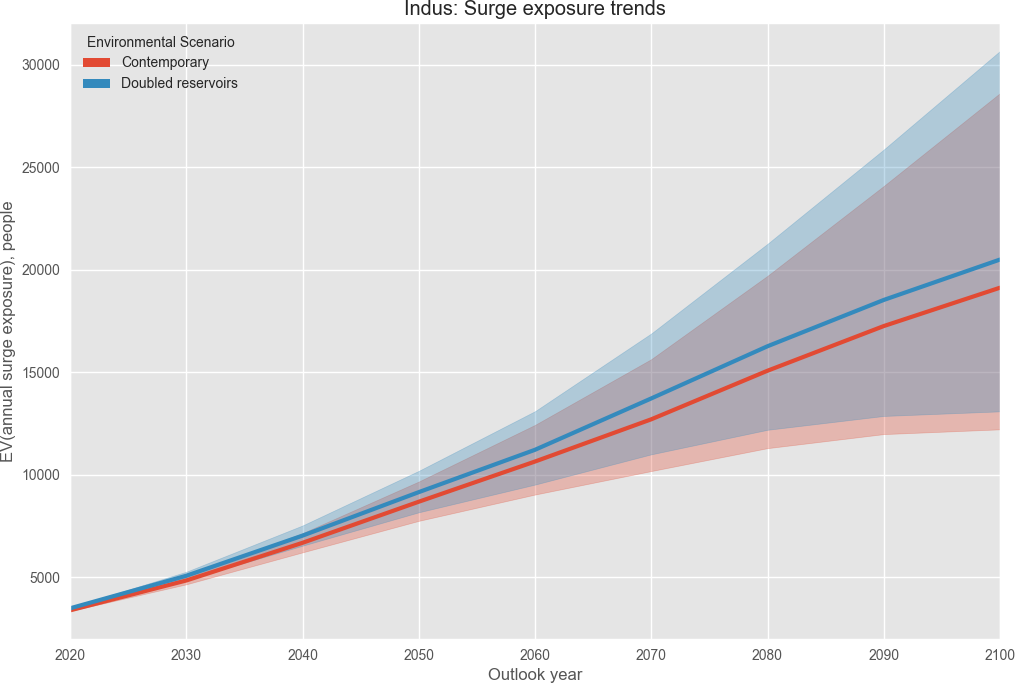 Indus: Surge exposure trends
Environmental Scenario
Contemporary
Doubled reservoirs
EV(annual surge exposure), people
30000
25000
20000
15000
10000
5000
2020 2030 2040 2050 2060 2070 2080 2090 2100
Outlook year